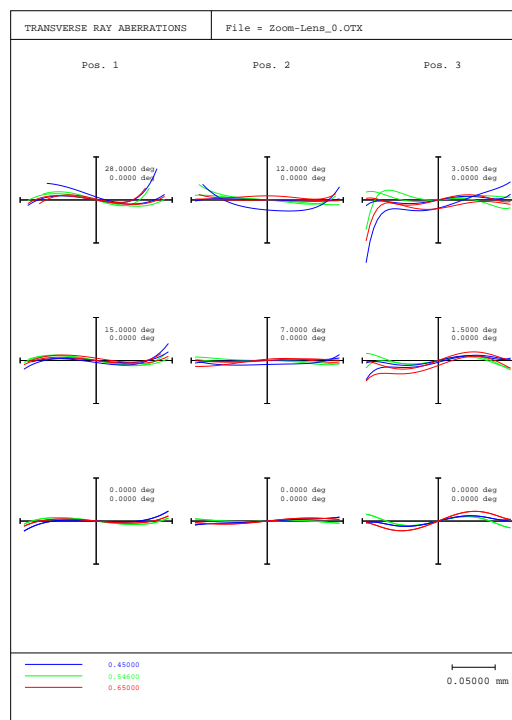 TRANSVERSE RAY ABERRATIONS File = Zoom-Lens_0.OTX
Pos. 1 Pos. 2 Pos. 3
28.0000 deg 12.0000 deg 3.0500 deg
0.0000 deg 0.0000 deg 0.0000 deg
15.0000 deg 7.0000 deg 1.5000 deg
0.0000 deg 0.0000 deg 0.0000 deg
0.0000 deg 0.0000 deg 0.0000 deg
0.0000 deg 0.0000 deg 0.0000 deg
0.45000
0.54600
0.65000
0.05000 mm